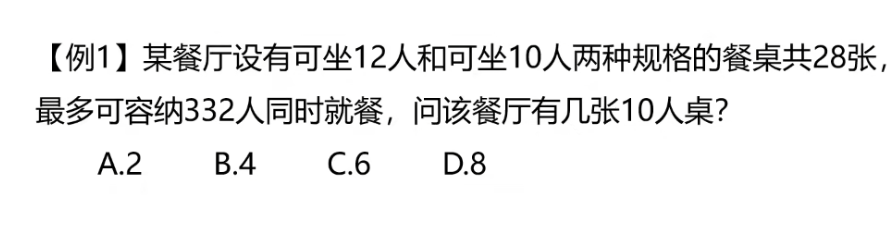 【例1】某餐厅设有可坐12人和可坐10人两种规格的餐桌共28张，
最多可容纳332人同时就餐，问该餐厅有几张10人桌？
A.2 B.4 C.6 D.8